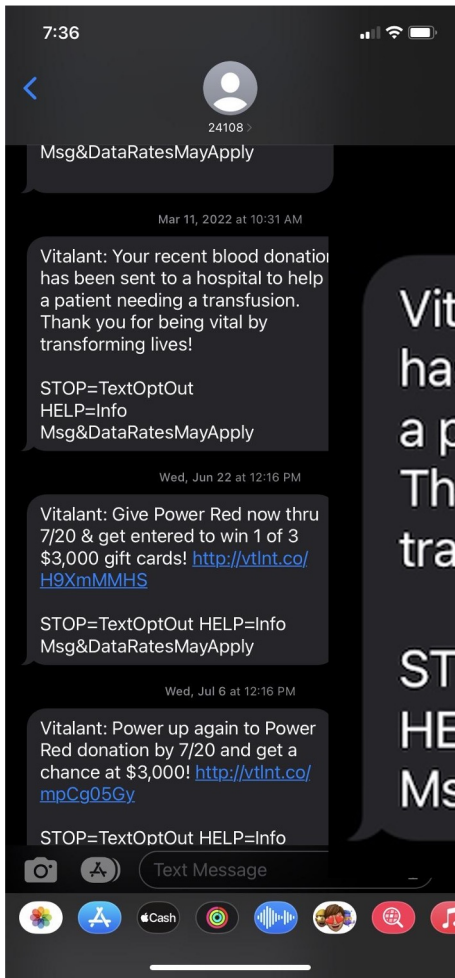 7:36
24108 >
Msg&DataRatesMayApply
Mar 11, 2022 at 10:31 AM
Vitalant: Your recent blood donation
has been sent to a hospital to help
a patient needing a transfusion.
Thank you for being vital by
transforming lives!
STOP=TextOptOut
HELP=Info
Msg&DataRatesMayApply
Wed, Jun 22 at 12:16 PM
Vitalant: Give Power Red now thru
7/20 & get entered to win 1 of 3
$3,000 gift cards! http://vtlnt.co/
H9XmMMHS
STOP=TextOptOut HELP=Info
Msg&DataRatesMayApply
Wed, Jul 6 at 12:16 PM
Vitalant: Power up again to Power
Red donation by 7/20 and get a
chance at $3,000! http://vtlnt.co/
mpCg05Gy
STOP=TextOptOut HELP=Info
Text Message
Cash
Vit
ha
a p
Th
tra
ST
HE
Ms